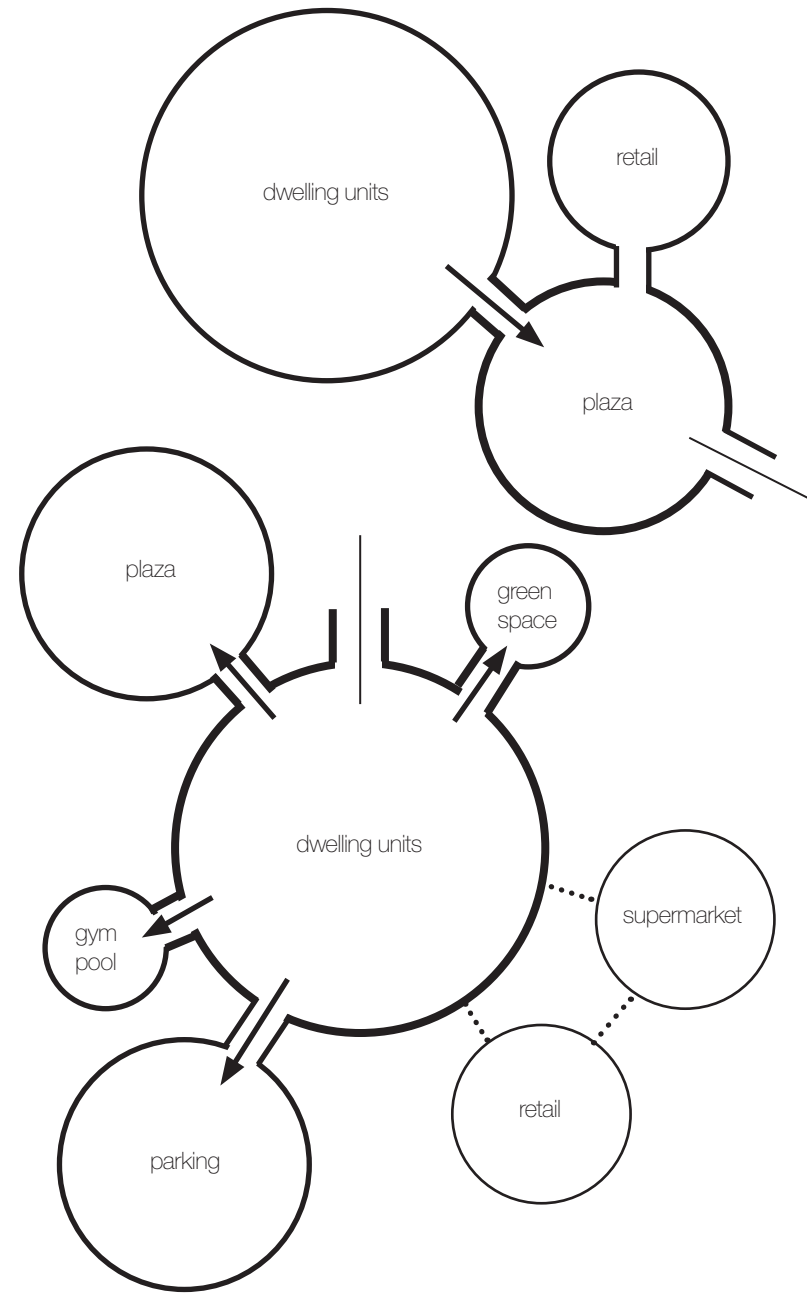 retail
dwelling units
plaza
plaza
green
space
dwelling units
supermarket
gym
pool
retail
parking